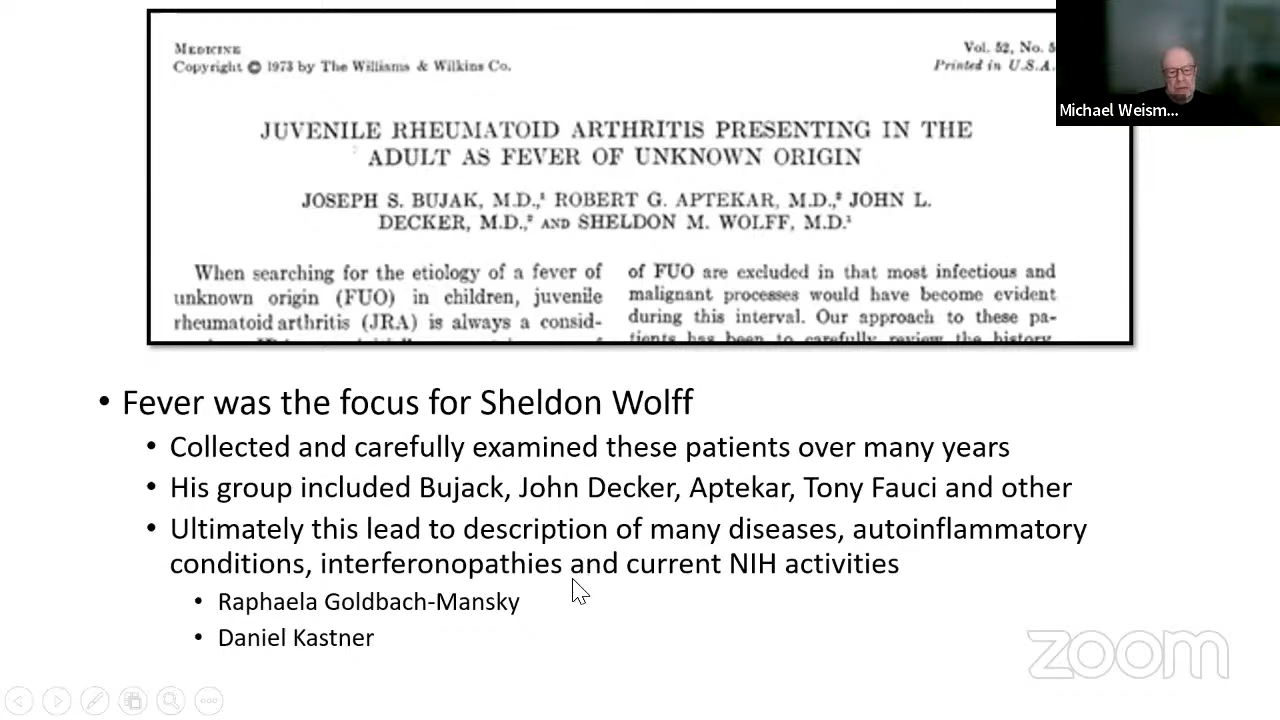 MEDICINE
Copyright © 1973 by The Williams & Wilkins Co.
Vol. 52, No. 5
Printed in U.S.A.
JUVENILE RHEUMATOID ARTHRITIS PRESENTING IN THE
ADULT AS FEVER OF UNKNOWN ORIGIN
JOSEPH S. BUJAK, M.D.,¹ ROBERT G. APTEKAR, M.D.,² JOHN L.
DECKER, M.D.,² AND SHELDON M. WOLFF, M.D.¹
When searching for the etiology of a fever of
unknown origin (FUO) in children, juvenile
rheumatoid arthritis (JRA) is always a consid-
of FUO are excluded in that most infectious and
malignant processes would have become evident
during this interval. Our approach to these pa-
tients has been to carefully review the history,
Michael Weism...
• Fever was the focus for Sheldon Wolff
• Collected and carefully examined these patients over many years
• His group included Bujack, John Decker, Aptekar, Tony Fauci and other
• Ultimately this lead to description of many diseases, autoinflammatory
conditions, interferonopathies and current NIH activities
• Raphaela Goldbach-Mansky
• Daniel Kastner
zoom